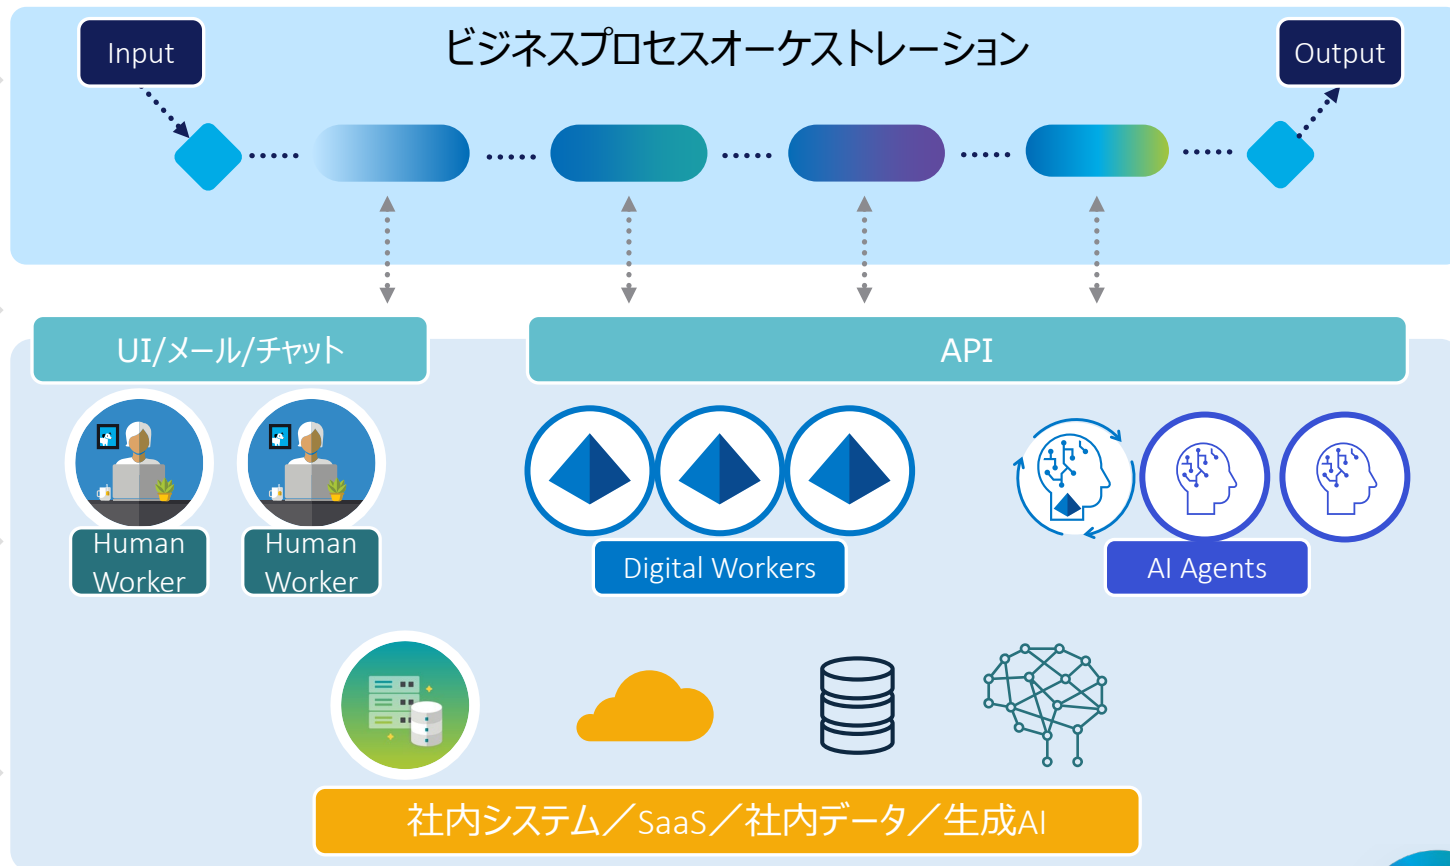 Input
ビジネスプロセスオーケストレーション
Output
UI/メール/チャット
API
Human
Worker
Human
Worker
Digital Workers
AI Agents
社内システム／SaaS／社内データ／生成AI